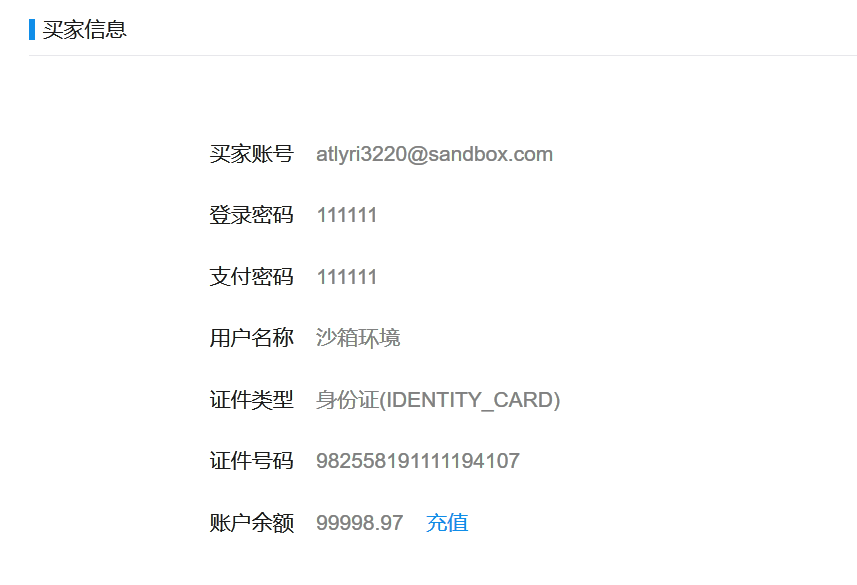 买家信息
买家账号 atlyri3220@sandbox.com
登录密码 111111
支付密码 111111
用户名称 沙箱环境
证件类型 身份证(IDENTITY_CARD)
证件号码 982558191111194107
账户余额 99998.97 充值